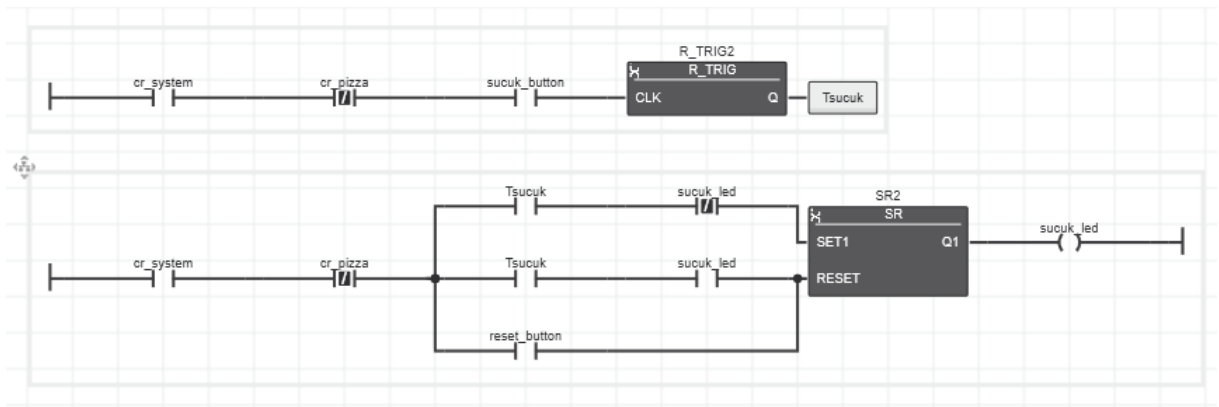 R_TRIG2
cr_system cr_pizza sucuk_button R_TRIG
CLK Q Tsucuk
Tsucuk sucuk_led SR2
SR
SET1 Q1 sucuk_led
cr_system cr_pizza Tsucuk sucuk_led
RESET
reset_button